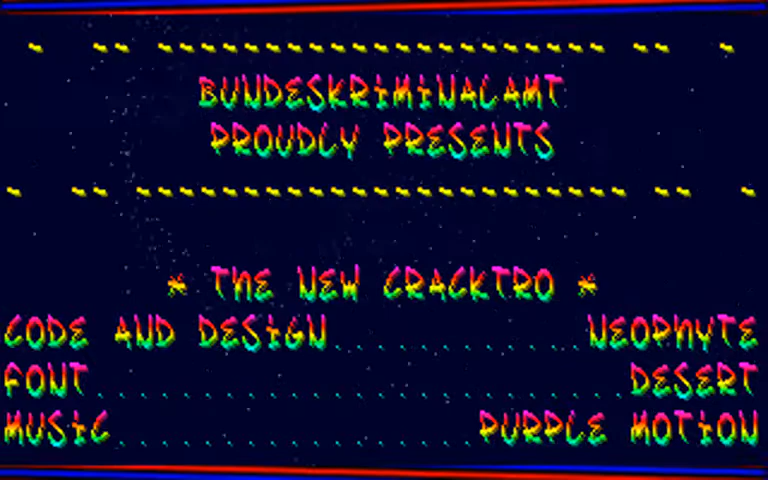 ~ ~~ ~~~~~~~~~~~~~~~~~~~~~ ~~ ~
BUNDESKRIMINALAMT
PROUDLY PRESENTS
~ ~~ ~~~~~~~~~~~~~~~~~~~~~~~ ~~ ~
* THE NEW CRACKTRO *
CODE AND DESIGN............NEOPHYTE
FONT..........................DESERT
MUSIC.................PURPLE MOTION